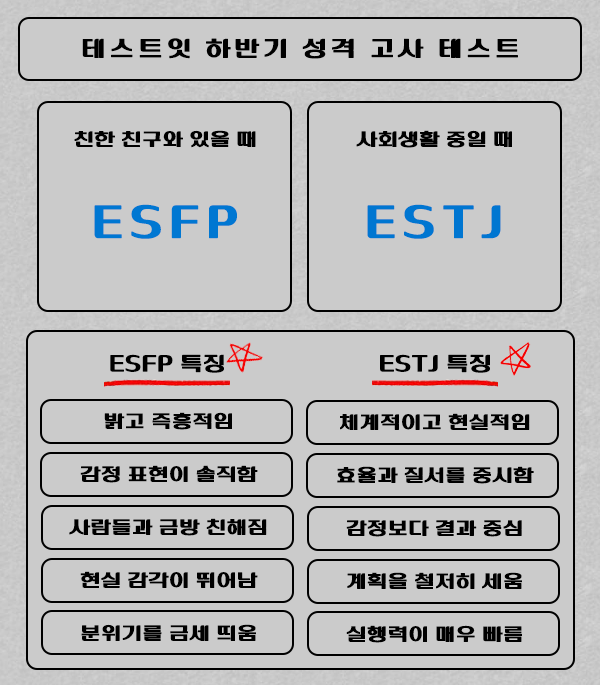 테스트잇 하반기 성격 고사 테스트
친한 친구와 있을 때
ESFP
사회생활 중일 때
ESTJ
ESFP 특징
밝고 즉흥적임
감정 표현이 솔직함
사람들과 금방 친해짐
현실 감각이 뛰어남
분위기를 금세 띄움
ESTJ 특징
체계적이고 현실적임
효율과 질서를 중시함
감정보다 결과 중심
계획을 철저히 세움
실행력이 매우 빠름